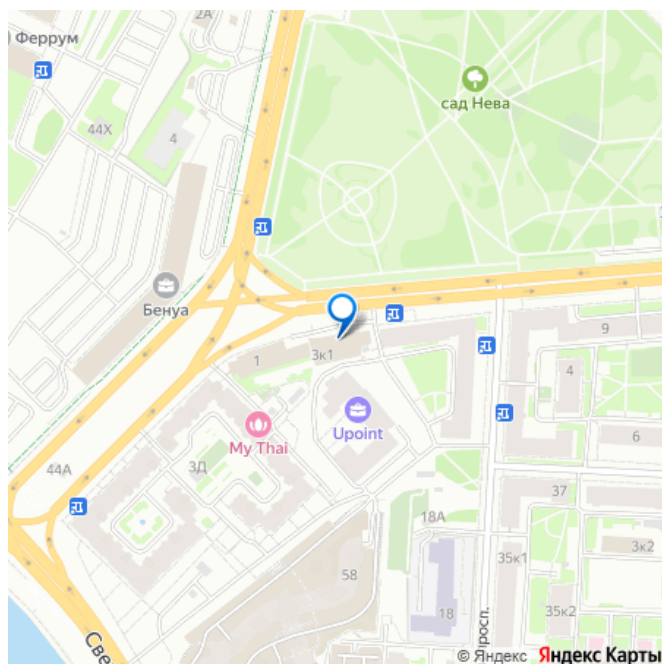 2А
Феррум
сад Нева
44Х
4
Бенуа
9
3к1
1
4
Upoint
My Thai
6
44А
3Д
37
18А
35к1
3к2
58
18
35к2
Све
просп.
© Яндекс Яндекс Карты